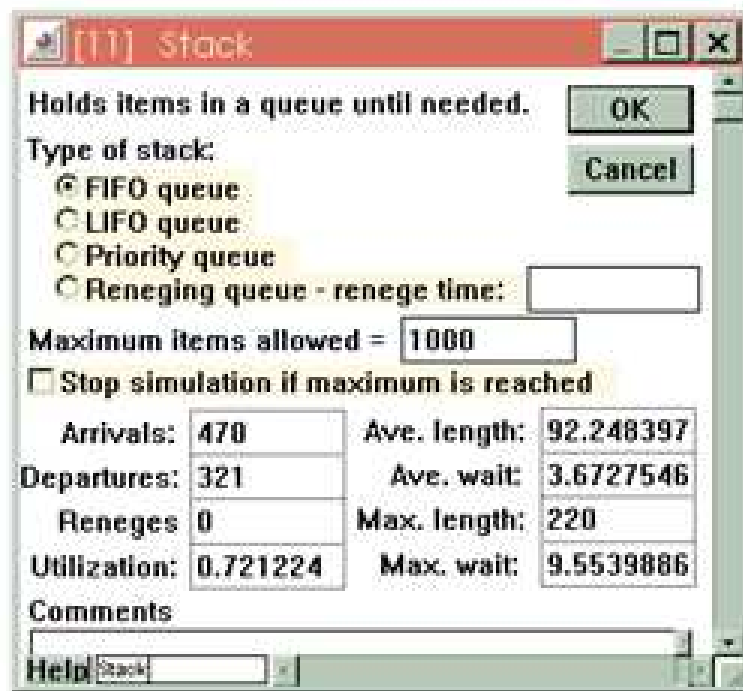 [11] Stack
Holds items in a queue until needed.
OK
Type of stack:
Cancel
FIFO queue
LIFO queue
Priority queue
Reneging queue - renege time:
Maximum items allowed = 1000
Stop simulation if maximum is reached
Arrivals: 470 Ave. length: 92.248397
Departures: 321 Ave. wait: 3.6727546
Reneges 0 Max. length: 220
Utilization: 0.721224 Max. wait: 9.5539886
Comments
Help Stack